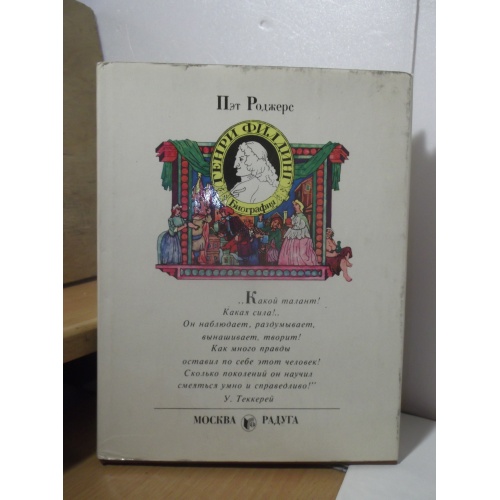 Пэт Роджерс
ГЕНРИ ФИЛДИНГ
Биография
„Какой талант!
Какая сила!..
Он наблюдает, раздумывает,
вынашивает, творит!
Как много правды
оставил по себе этот человек!
Сколько поколений он научил
смеяться умно и справедливо!"
У. Теккерей
МОСКВА РАДУГА